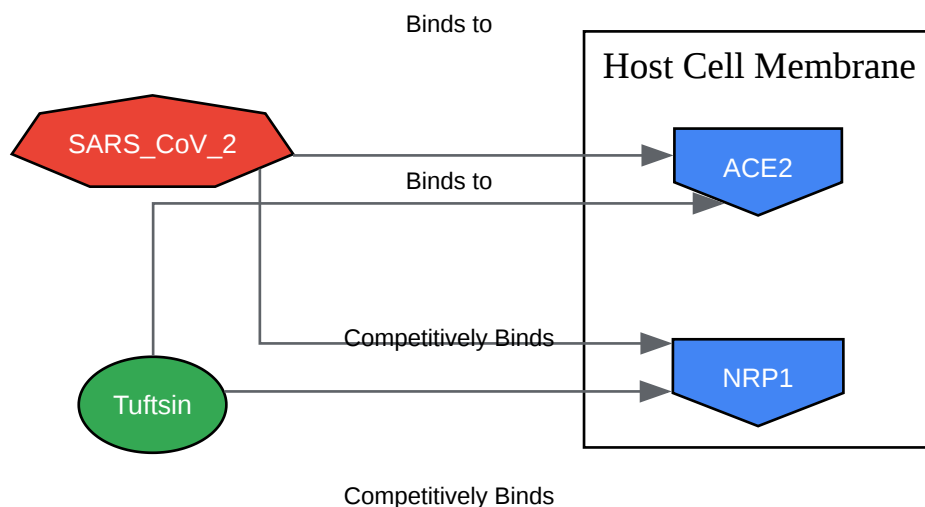 Binds to
Host Cell Membrane
SARS_CoV_2
ACE2
Binds to
Competitively Binds
NRP1
Tuftsin
Competitively Binds